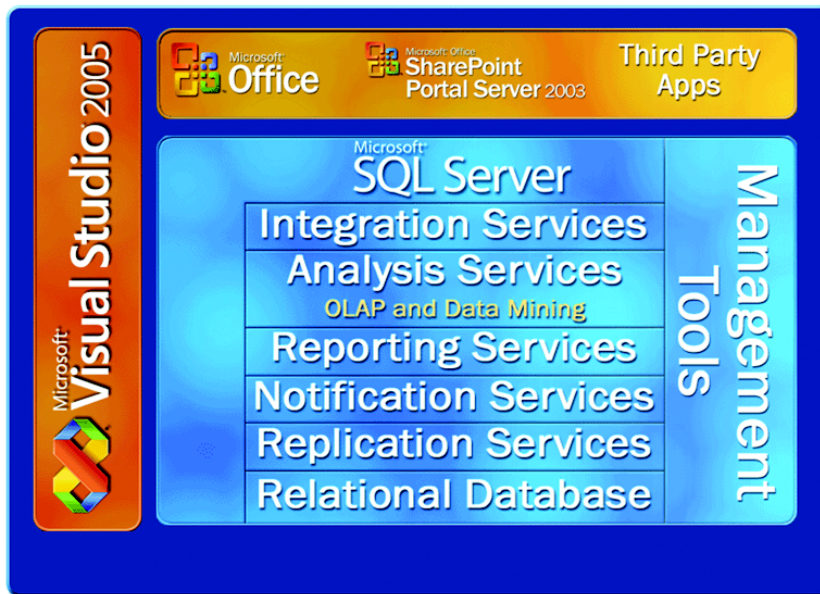 Microsoft
Visual Studio 2005
Microsoft
Office
Microsoft Office
SharePoint
Portal Server 2003
Third Party
Apps
Microsoft
SQL Server
Integration Services
Analysis Services
OLAP and Data Mining
Reporting Services
Notification Services
Replication Services
Relational Database
Management
Tools